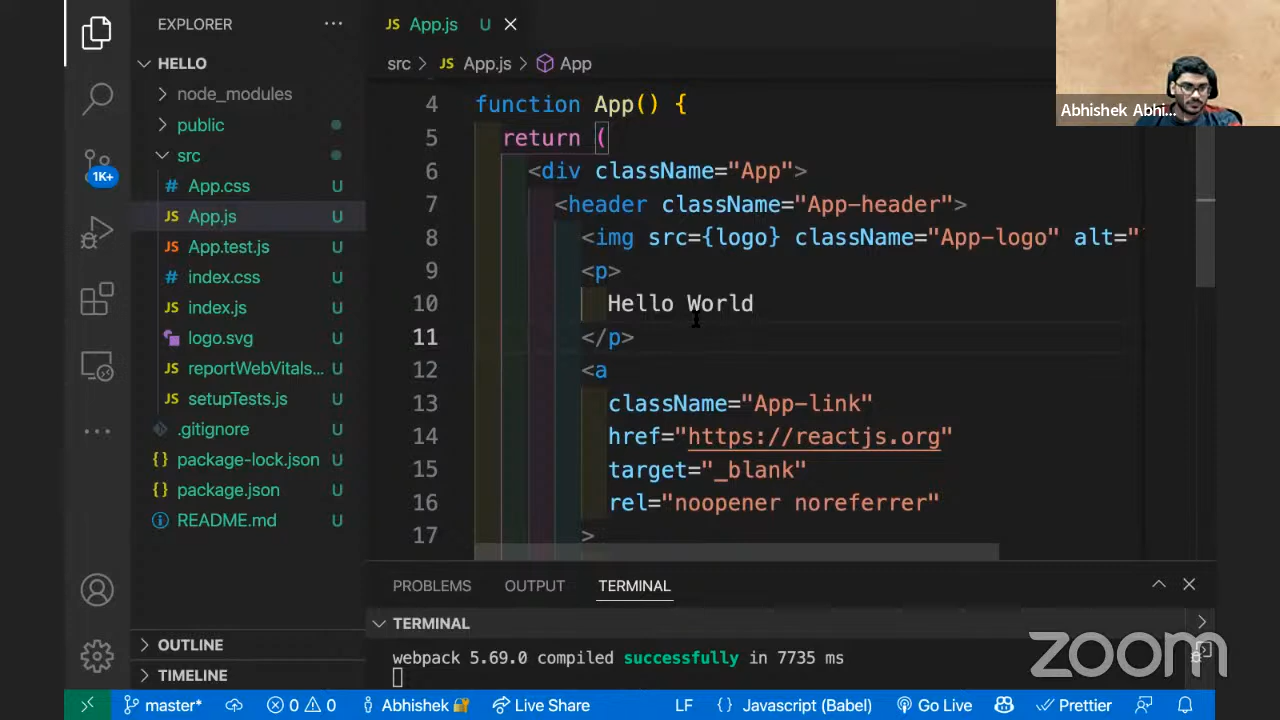 EXPLORER
HELLO
node_modules
public
src
# App.css U
JS App.js U
JS App.test.js U
# index.css U
JS index.js U
logo.svg U
JS reportWebVitals... U
JS setupTests.js U
.gitignore U
{} package-lock.json U
{} package.json U
README.md U
OUTLINE
TIMELINE
1K+
JS App.js U
src > JS App.js > App
4 function App() {
5 return (
6 <div className="App">
7 <header className="App-header">
8 <img src={logo} className="App-logo" alt="
9 <p>
10 Hello World
11 </p>
12 <a
13 className="App-link"
14 href="https://reactjs.org"
15 target="_blank"
16 rel="noopener noreferrer"
17 >
Abhishek Abhi...
PROBLEMS OUTPUT TERMINAL
TERMINAL
webpack 5.69.0 compiled successfully in 7735 ms
zoom
master* 0 0 Abhishek Live Share LF {} Javascript (Babel) Go Live Prettier